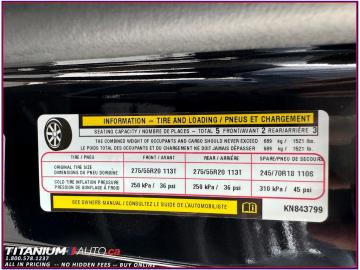 INFORMATION – TIRE AND LOADING / PNEUS ET CHARGEMENT
SEATING CAPACITY / NOMBRE DE PLACES – TOTAL 5 FRONT/AVANT 2 REAR/ARRIÈRE 3
THE COMBINED WEIGHT OF OCCUPANTS AND CARGO SHOULD NEVER EXCEED 689 kg / 1521 lbs.
LE POIDS TOTAL DES OCCUPANTS ET DU CHARGEMENT NE DOIT JAMAIS DÉPASSER 689 kg / 1521 lbs.
TIRE / PNEU FRONT / AVANT REAR / ARRIÈRE SPARE/PNEU DE SECOURS
ORIGINAL TIRE SIZE 275/55R20 113T 275/55R20 113T 245/70R18 110S
DIMENSIONS DU PNEU D'ORIGINE
COLD TIRE INFLATION PRESSURE 250 kPa / 36 psi 250 kPa / 36 psi 310 kPa / 45 psi
PRESSION DE GONFLAGE À FROID
SEE OWNERS MANUAL / CONSULTEZ LE GUIDE DE L'AUTOMOBILISTE KN843799
TITANIUM AUTO.ca
1.800.578.1237
ALL IN PRICING -- NO HIDDEN FEES -- BUY ONLINE